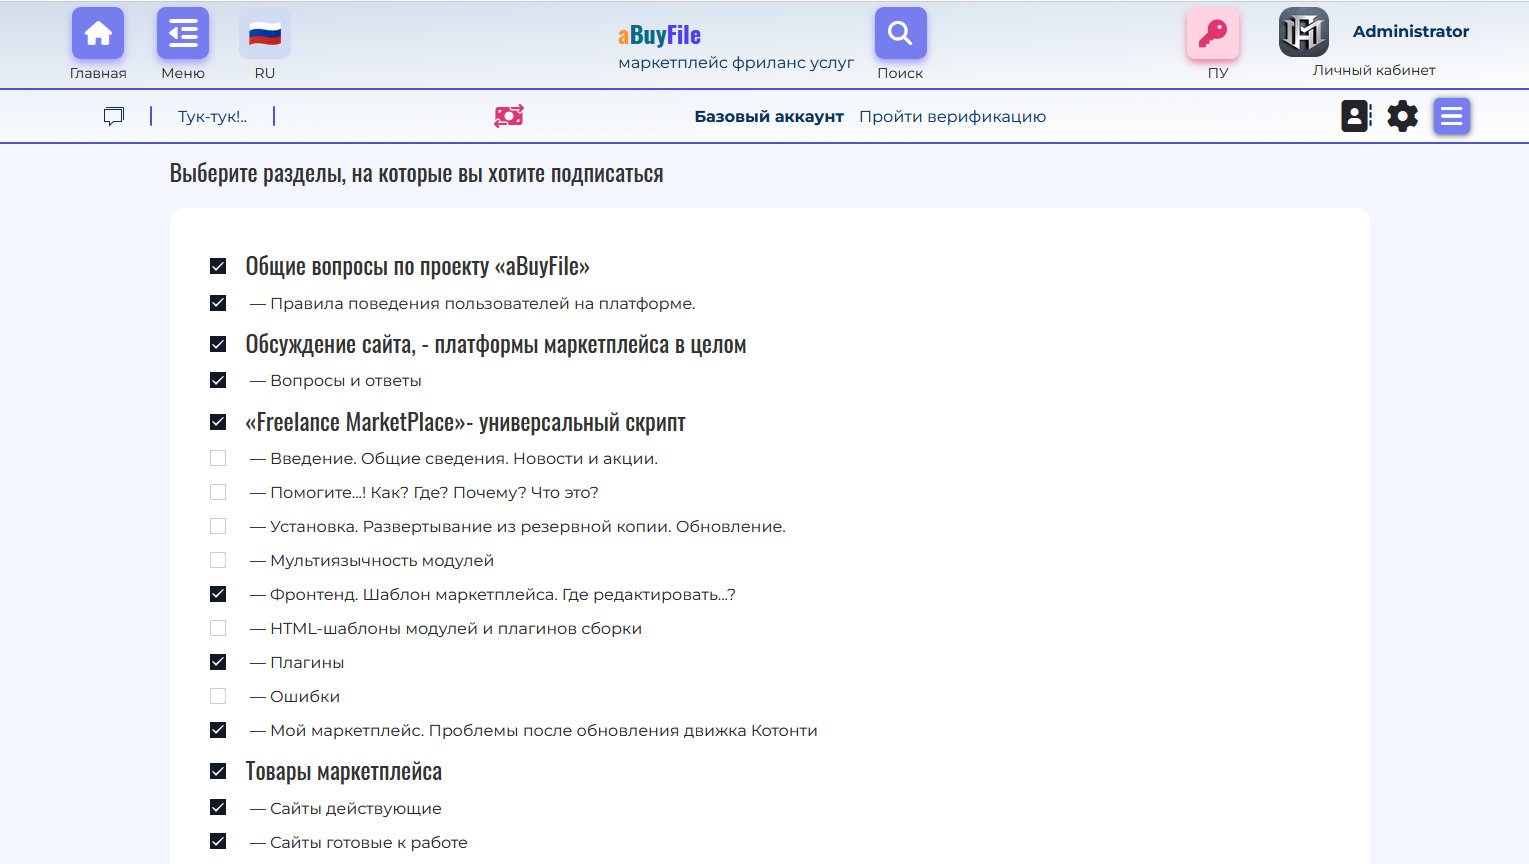 Главная
Меню
RU
aBuyFile
маркетплейс фриланс услуг
Поиск
ПУ
Administrator
Личный кабинет
Тук-тук!..
Базовый аккаунт Пройти верификацию
Выберите разделы, на которые вы хотите подписаться
Общие вопросы по проекту «aBuyFile»
— Правила поведения пользователей на платформе.
Обсуждение сайта, - платформы маркетплейса в целом
— Вопросы и ответы
«Freelance MarketPlace»- универсальный скрипт
— Введение. Общие сведения. Новости и акции.
— Помогите...! Как? Где? Почему? Что это?
— Установка. Развертывание из резервной копии. Обновление.
— Мультиязычность модулей
— Фронтенд. Шаблон маркетплейса. Где редактировать...?
— HTML-шаблоны модулей и плагинов сборки
— Плагины
— Ошибки
— Мой маркетплейс. Проблемы после обновления движка Котонти
Товары маркетплейса
— Сайты действующие
— Сайты готовые к работе